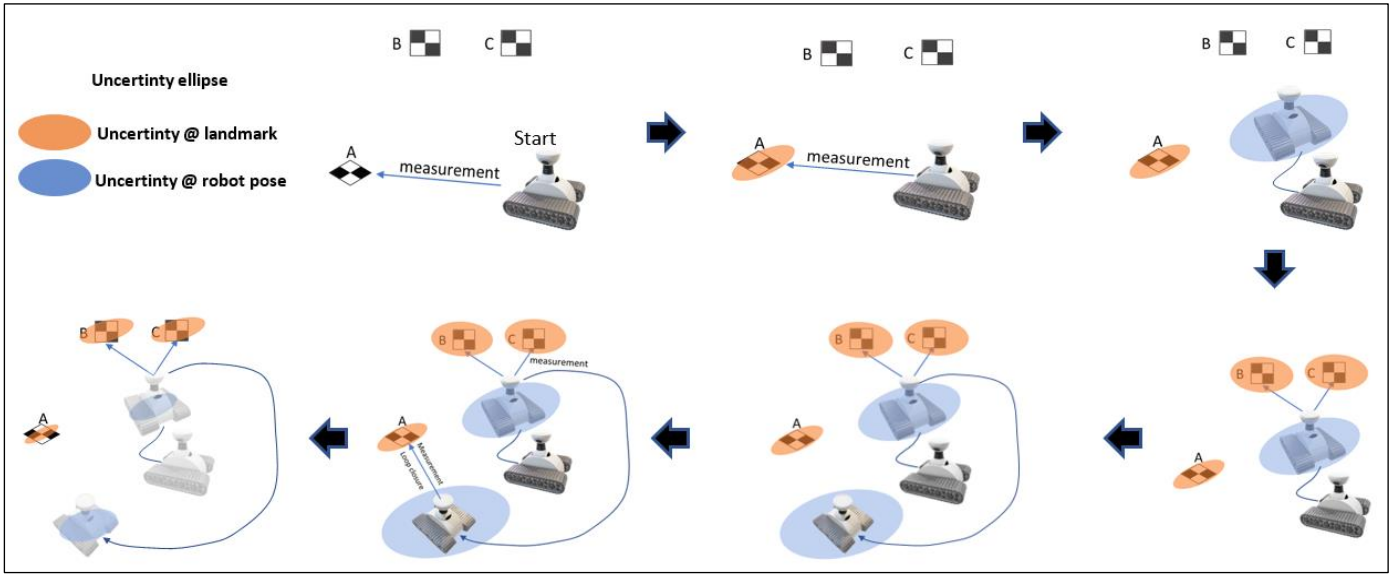 B
C
Uncertinty ellipse
Uncertinty @ landmark
Uncertinty @ robot pose
A
measurement
Start
B
C
A
measurement
B
C
A
B
C
A
B
C
A
B
C
measurement
A
Measurement
Loop closure
B
C
A